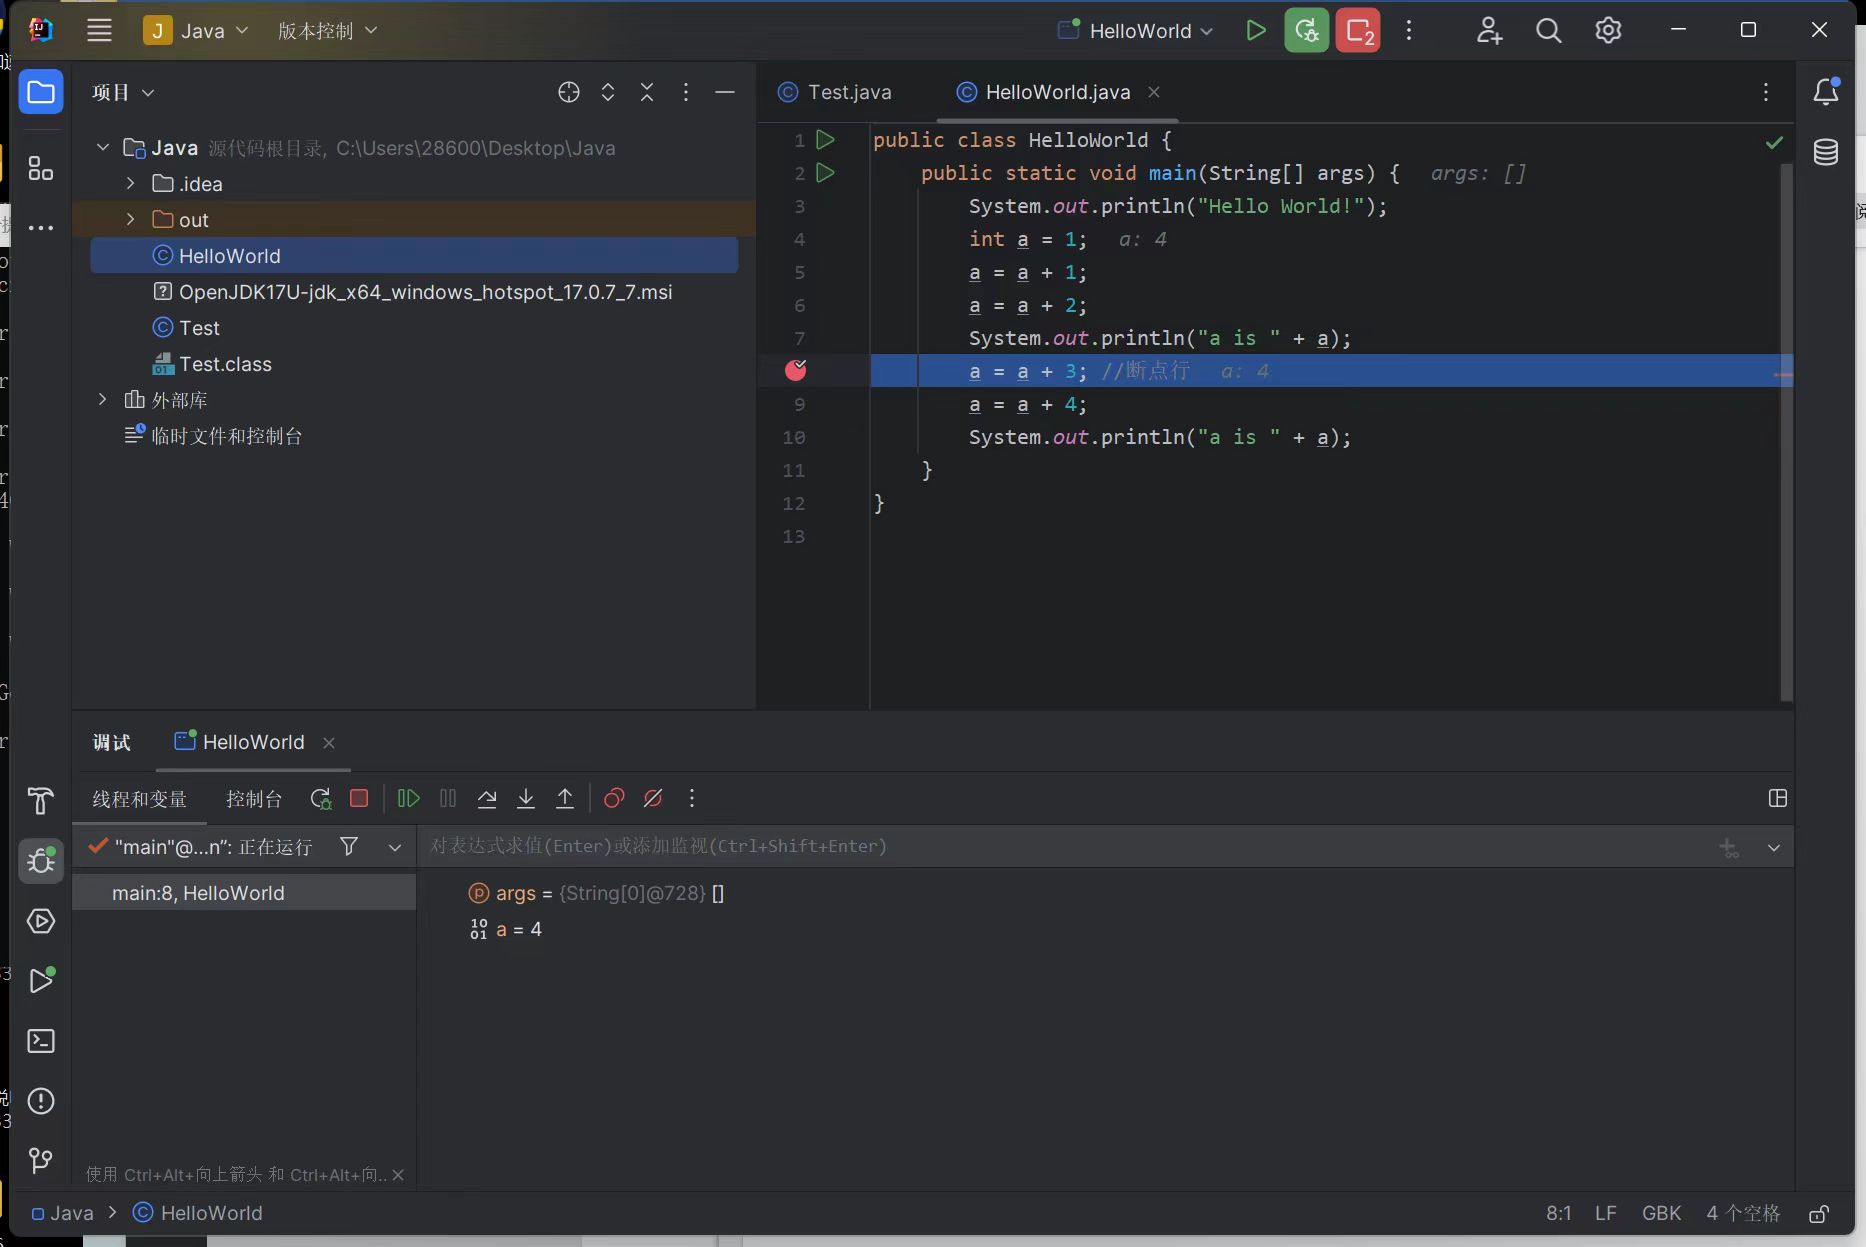 J Java 版本控制 HelloWorld 2
项目
Test.java HelloWorld.java
Java 源代码根目录, C:\Users\28600\Desktop\Java
.idea
out
HelloWorld
OpenJDK17U-jdk_x64_windows_hotspot_17.0.7_7.msi
Test
Test.class
外部库
临时文件和控制台
1 public class HelloWorld {
2 public static void main(String[] args) { args: []
3 System.out.println("Hello World!");
4 int a = 1; a: 4
5 a = a + 1;
6 a = a + 2;
7 System.out.println("a is " + a);
a = a + 3; //断点行 a: 4
9 a = a + 4;
10 System.out.println("a is " + a);
11 }
12 }
13
调试 HelloWorld
线程和变量 控制台
"main"@...n": 正在运行
对表达式求值(Enter)或添加监视(Ctrl+Shift+Enter)
main:8, HelloWorld
args = {String[0]@728} []
a = 4
使用 Ctrl+Alt+向上箭头 和 Ctrl+Alt+向..
Java HelloWorld 8:1 LF GBK 4 个空格